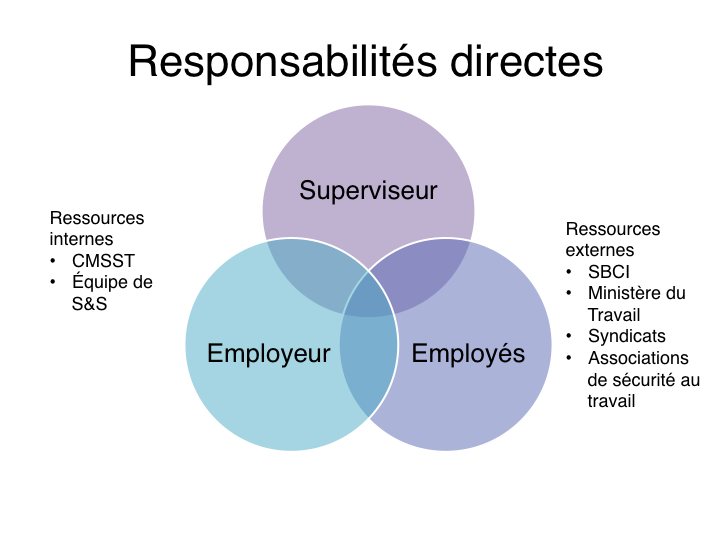 Responsabilités directes
Superviseur
Ressources
internes
• CMSST
• Équipe de
S&S
Employeur
Employés
Ressources
externes
• SBCI
• Ministère du
Travail
• Syndicats
• Associations
de sécurité au
travail